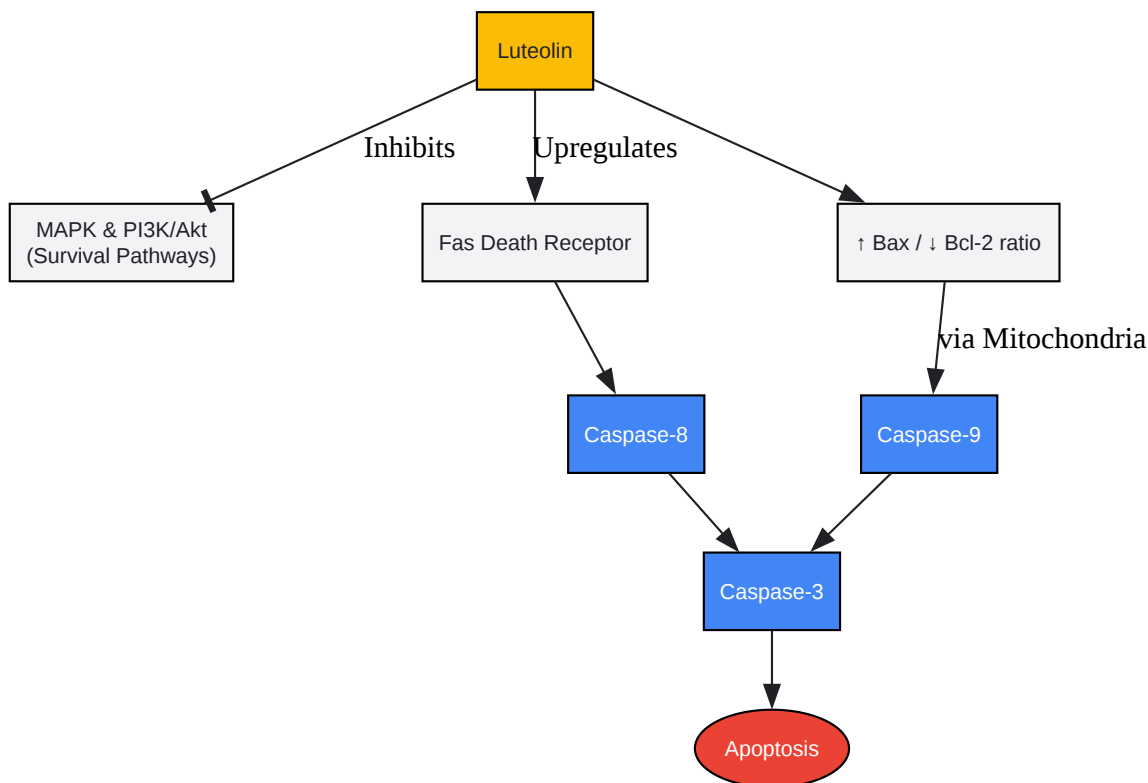 Luteolin
Inhibits
Upregulates
MAPK & PI3K/Akt
(Survival Pathways)
Fas Death Receptor
↑ Bax / ↓ Bcl-2 ratio
via Mitochondria
Caspase-8
Caspase-9
Caspase-3
Apoptosis